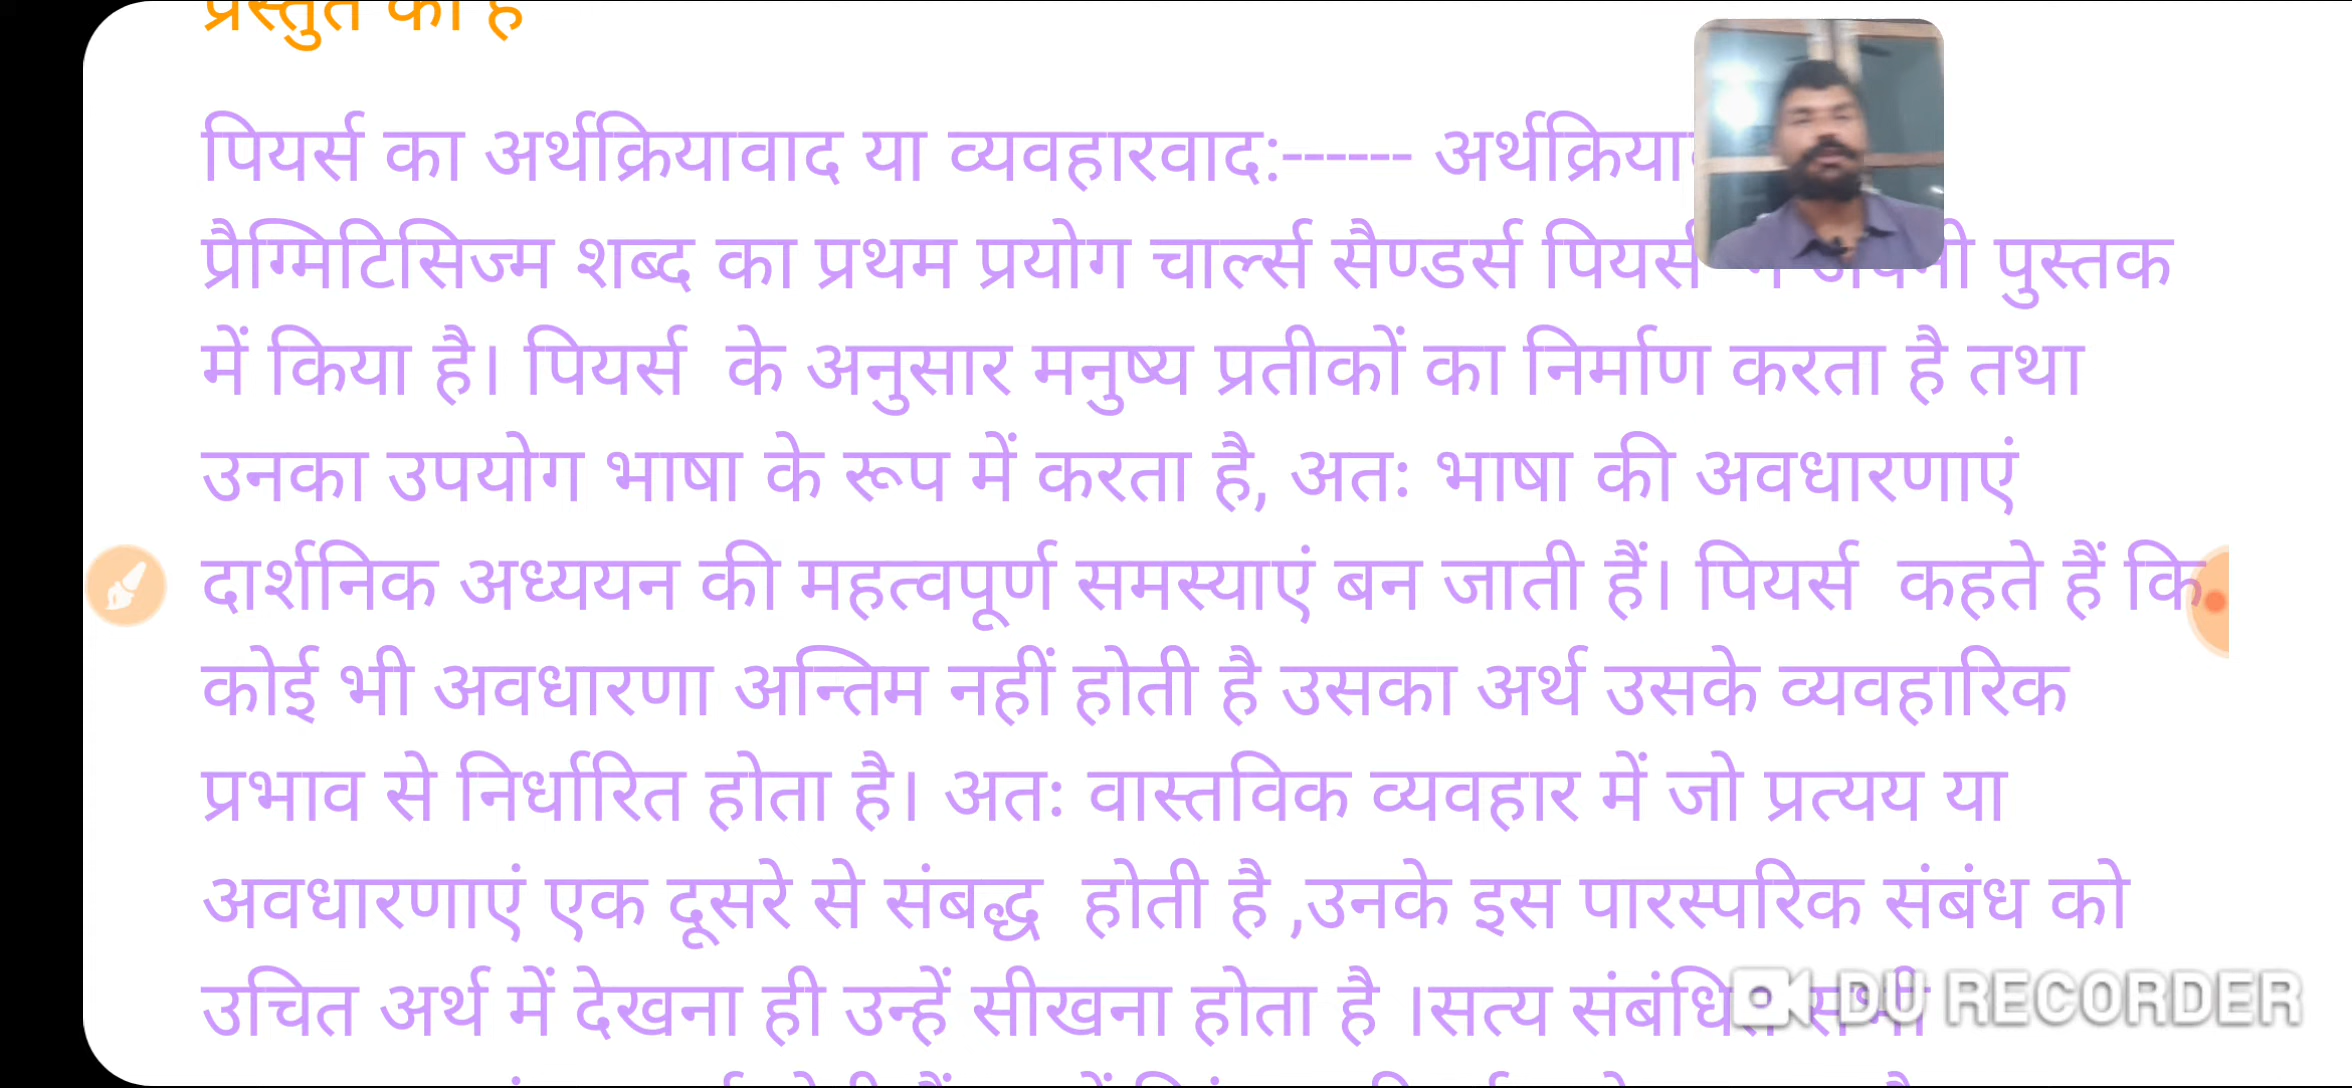 प्रस्तुत की है
पियर्स का अर्थक्रियावाद या व्यवहारवाद:------ अर्थक्रिया
प्रैग्मिटिसिज्म शब्द का प्रथम प्रयोग चार्ल्स सैण्डर्स पियर्स ने अपनी पुस्तक
में किया है। पियर्स के अनुसार मनुष्य प्रतीकों का निर्माण करता है तथा
उनका उपयोग भाषा के रूप में करता है, अतः भाषा की अवधारणाएं
दार्शनिक अध्ययन की महत्वपूर्ण समस्याएं बन जाती हैं। पियर्स कहते हैं कि
कोई भी अवधारणा अन्तिम नहीं होती है उसका अर्थ उसके व्यवहारिक
प्रभाव से निर्धारित होता है। अतः वास्तविक व्यवहार में जो प्रत्यय या
अवधारणाएं एक दूसरे से संबद्ध होती है ,उनके इस पारस्परिक संबंध को
उचित अर्थ में देखना ही उन्हें सीखना होता है ।सत्य संबंधित सभी
DU RECORDER